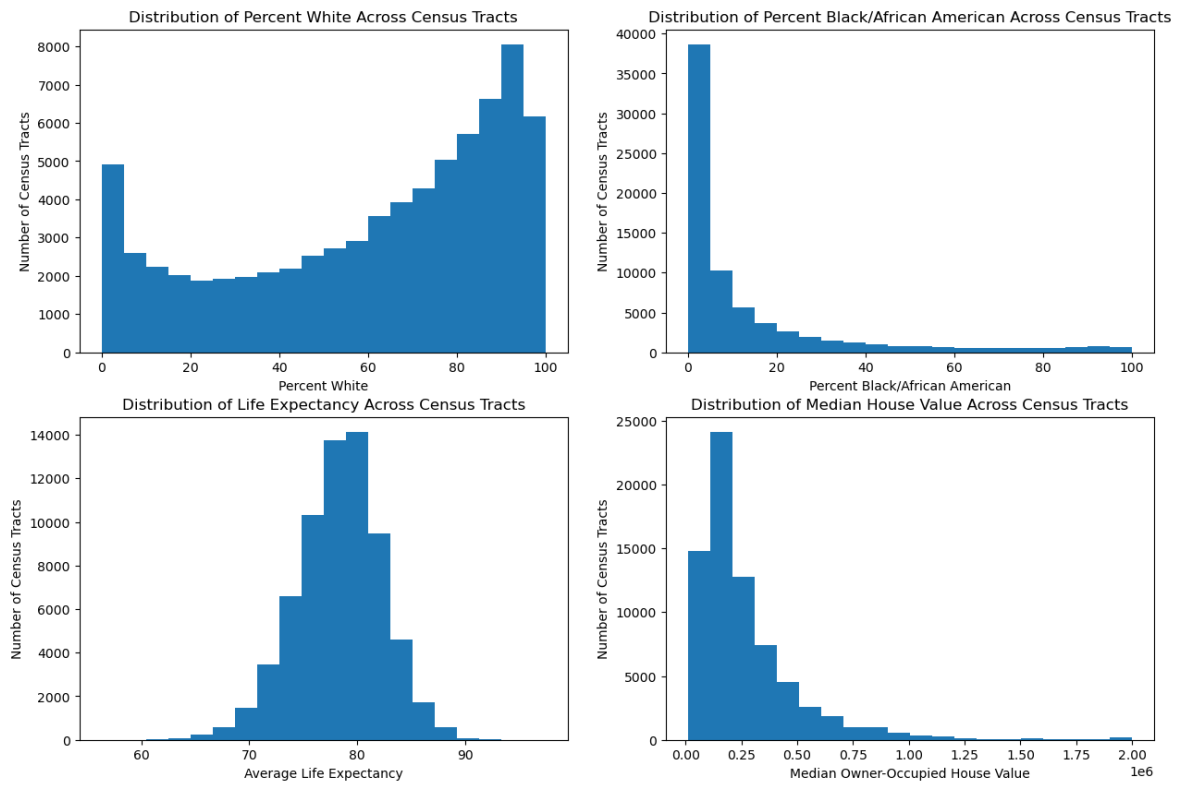 Distribution of Percent White Across Census Tracts
Number of Census Tracts
8000
7000
6000
5000
4000
3000
2000
1000
0
0 20 40 60 80 100
Percent White
Distribution of Percent Black/African American Across Census Tracts
Number of Census Tracts
40000
35000
30000
25000
20000
15000
10000
5000
0
0 20 40 60 80 100
Percent Black/African American
Distribution of Life Expectancy Across Census Tracts
Number of Census Tracts
14000
12000
10000
8000
6000
4000
2000
0
60 70 80 90
Average Life Expectancy
Distribution of Median House Value Across Census Tracts
Number of Census Tracts
25000
20000
15000
10000
5000
0
0.00 0.25 0.50 0.75 1.00 1.25 1.50 1.75 2.00
1e6
Median Owner-Occupied House Value